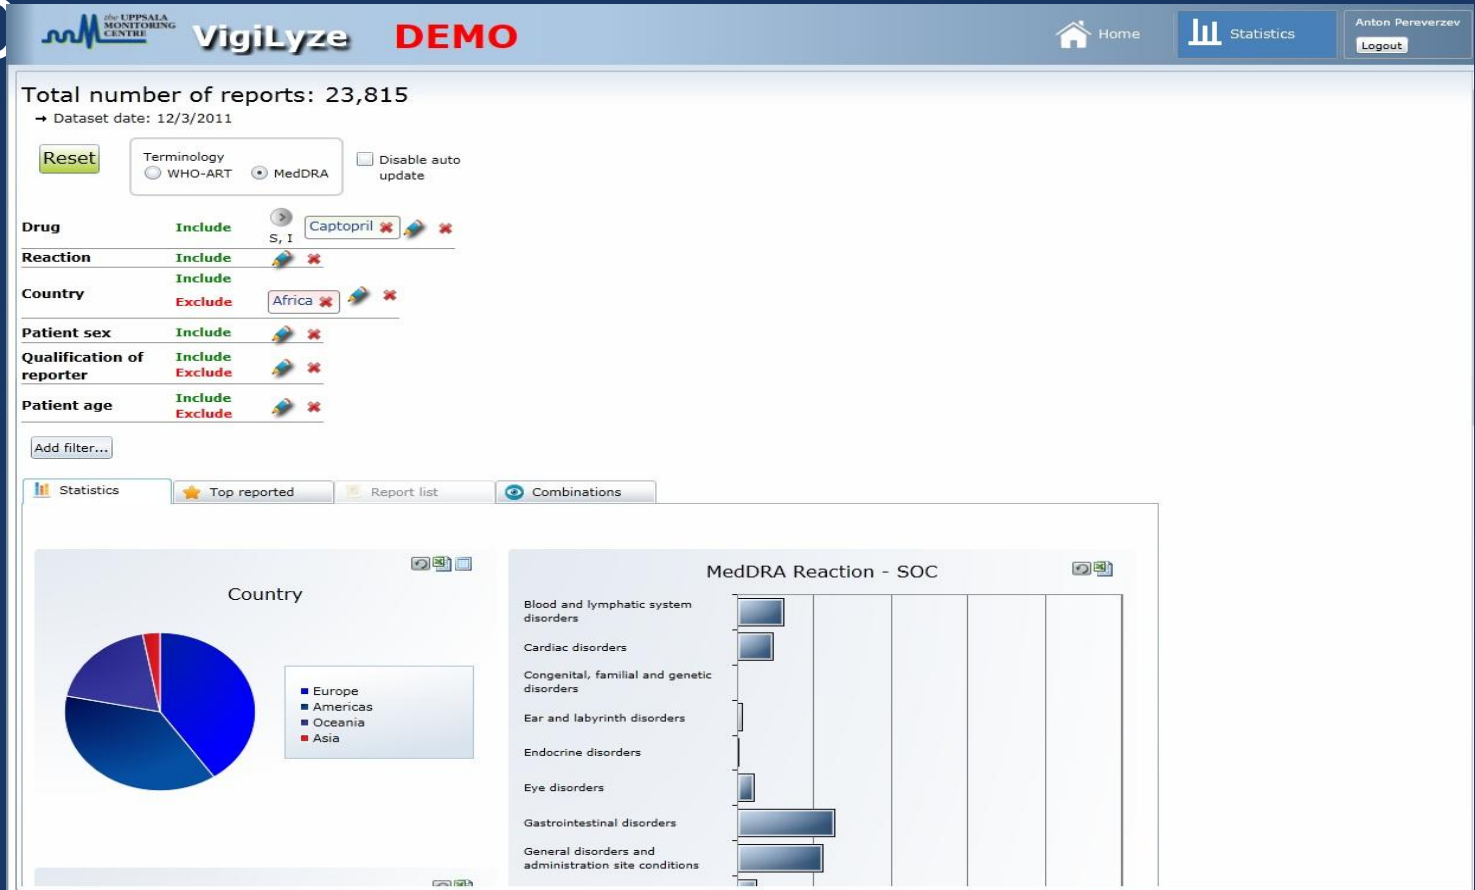 the UPPSALA
MONITORING
CENTRE
VigiLyze DEMO
Home
Statistics
Anton Pereverzev
Logout
Total number of reports: 23,815
→ Dataset date: 12/3/2011
Reset
Terminology
WHO-ART MedDRA
Disable auto
update
Drug Include S, I Captopril
Reaction Include
Include
Country
Exclude Africa
Patient sex Include
Qualification of Include
reporter Exclude
Patient age Include
Exclude
Add filter...
Statistics Top reported Report list Combinations
Country
Europe
Americas
Oceania
Asia
MedDRA Reaction - SOC
Blood and lymphatic system
disorders
Cardiac disorders
Congenital, familial and genetic
disorders
Ear and labyrinth disorders
Endocrine disorders
Eye disorders
Gastrointestinal disorders
General disorders and
administration site conditions